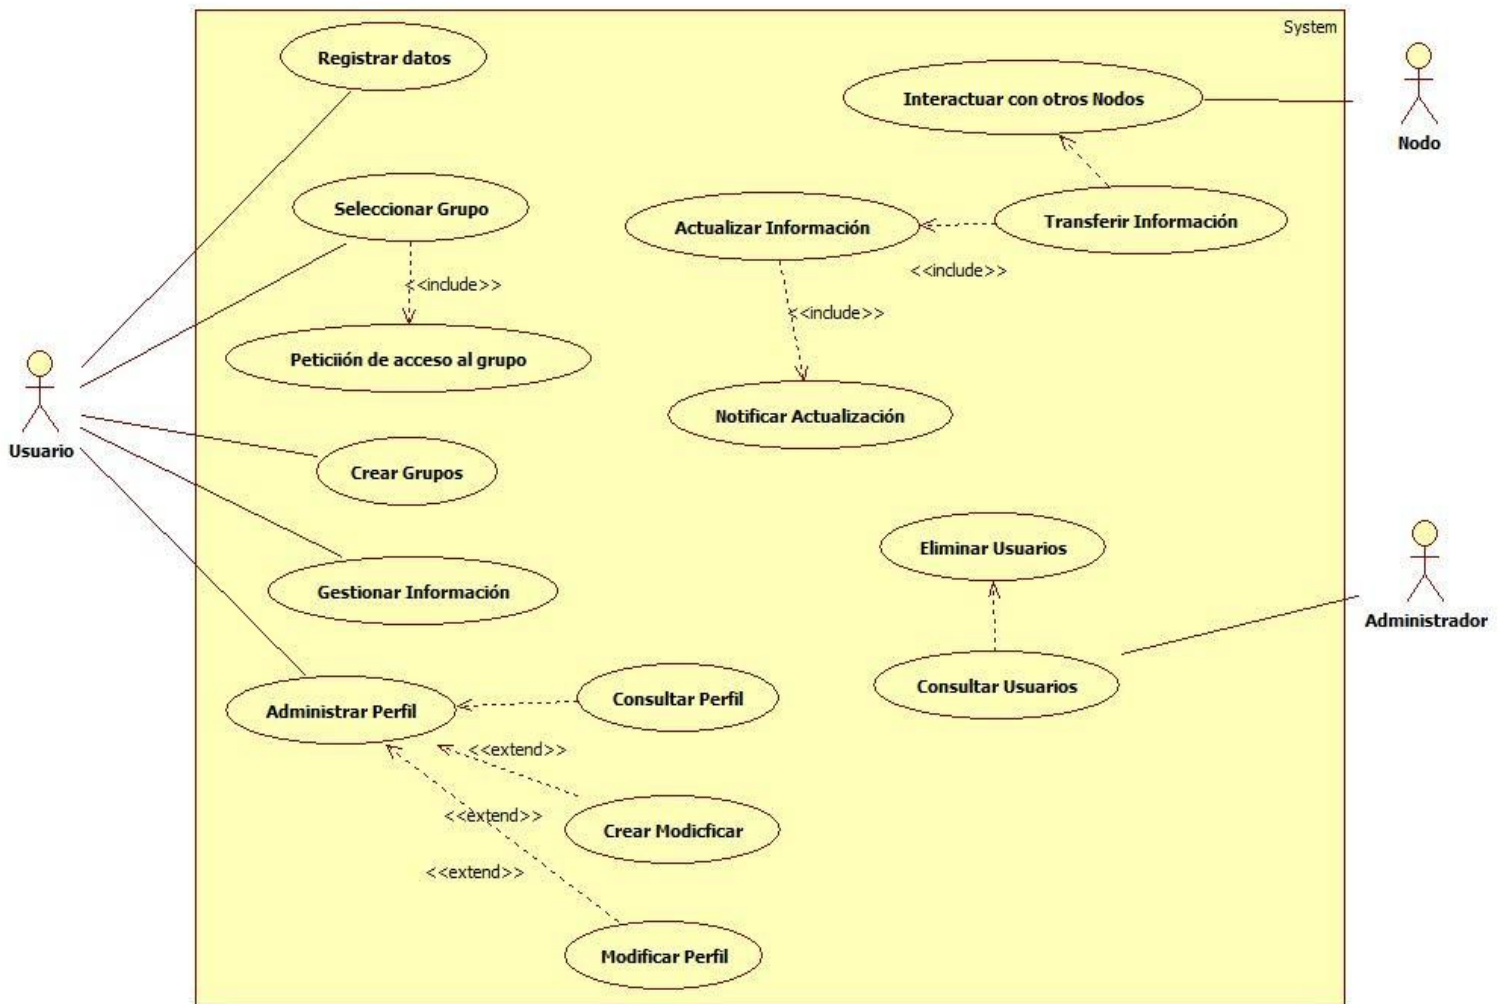 System
Registrar datos
Interactuar con otros Nodos
Nodo
Seleccionar Grupo
Actualizar Información
Transferir Información
<<include>>
<<include>>
<<include>>
Peticiión de acceso al grupo
Notificar Actualización
Usuario
Crear Grupos
Eliminar Usuarios
Gestionar Información
Administrador
Consultar Usuarios
Consultar Perfil
Administrar Perfil
<<extend>>
<<extend>>
Crear Modicficar
<<extend>>
Modificar Perfil